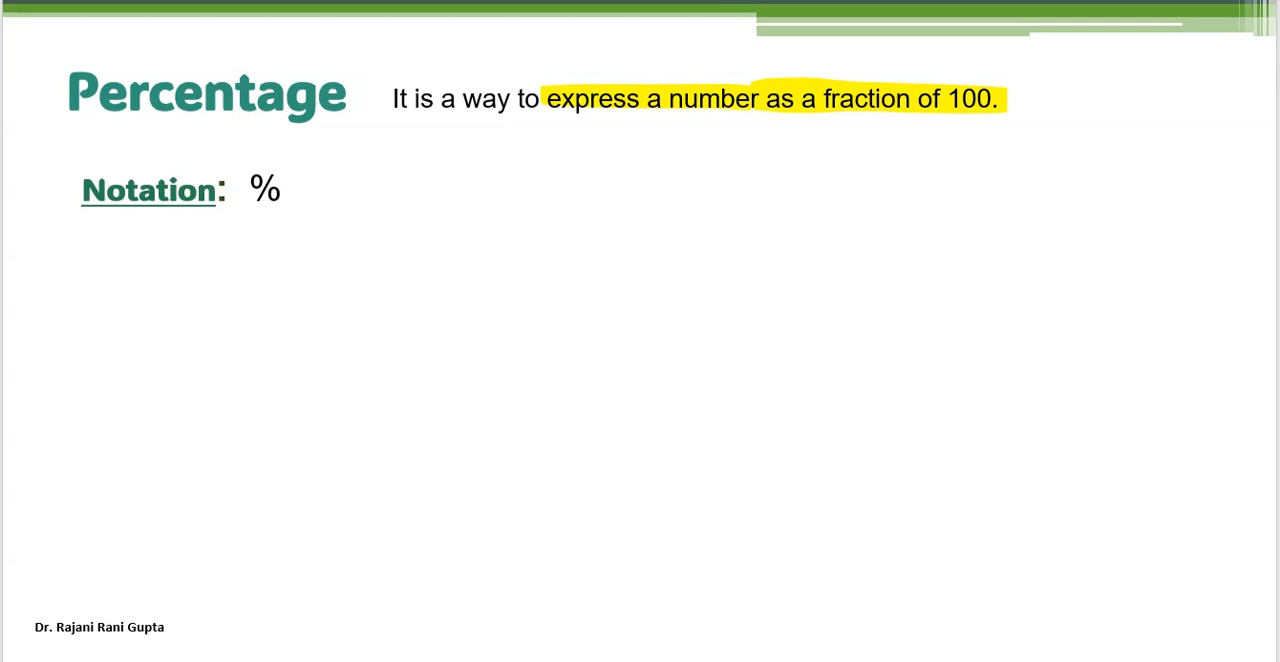 Percentage It is a way to express a number as a fraction of 100.
Notation: %
Dr. Rajani Rani Gupta